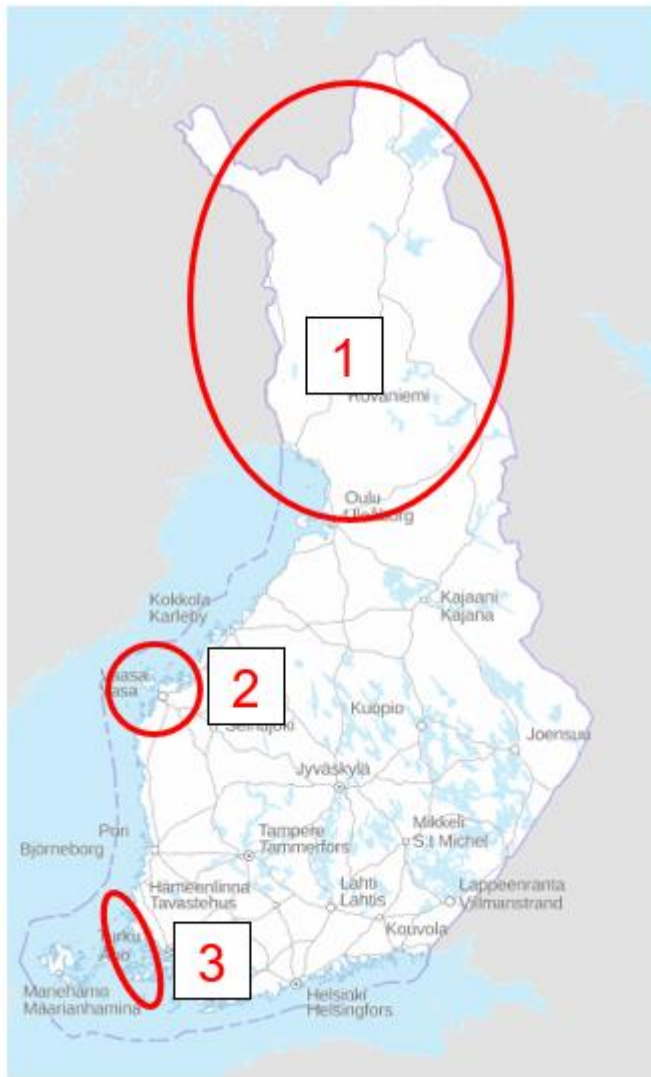 1
Rovaniemi
Oulu
Uleåborg
Kokkola
Karleby
Kajaani
Kajana
Vaasa
Vasa
2
Seinäjoki
Kuopio
Joensuu
Jyväskylä
Pori
Björneborg
Tampere
Tammerfors
Mikkeli
S:t Michel
Hämeenlinna
Tavastehus
Lahti
Lahtis
Lappeenranta
Villmanstrand
Kouvola
Turku
Åbo
3
Mariehamn
Maarianhamina
Helsinki
Helsingfors